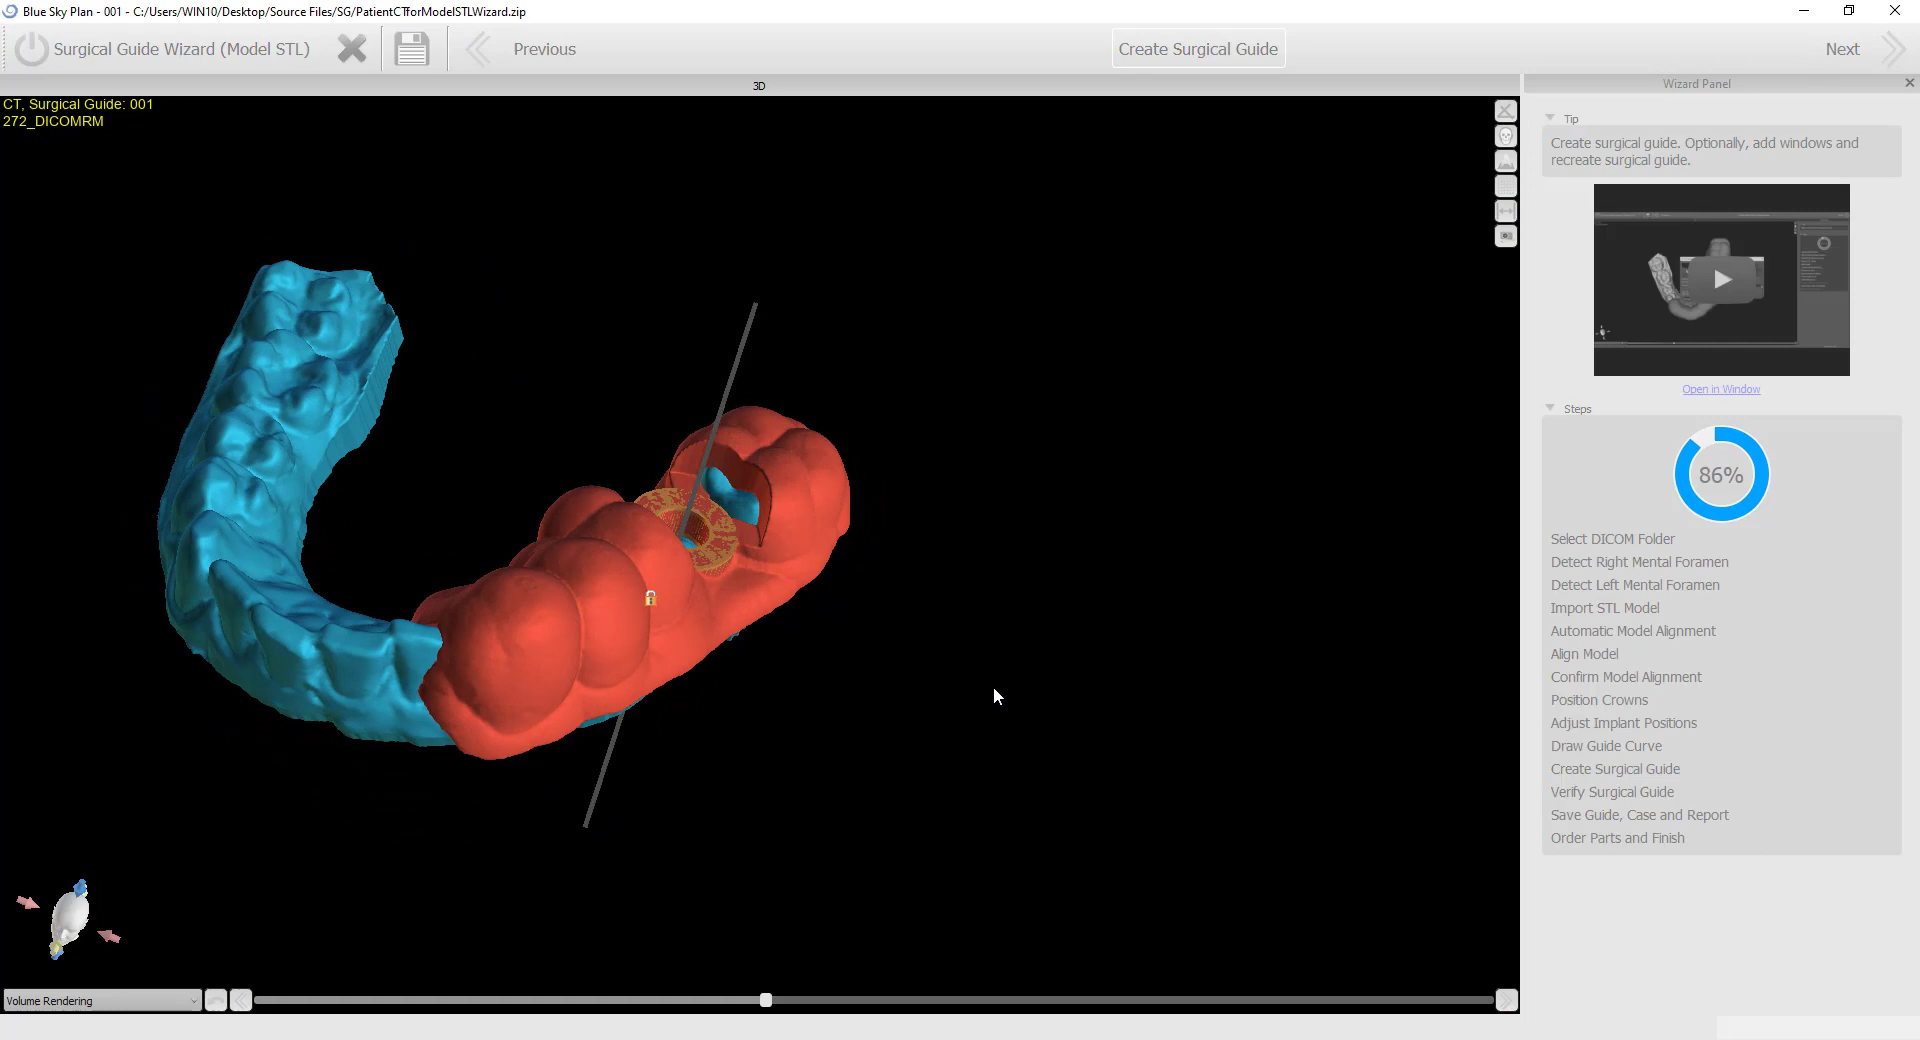 Blue Sky Plan - 001 - C:/Users/WIN10/Desktop/Source Files/SG/PatientCTforModelSTLWizard.zip
Surgical Guide Wizard (Model STL)
Previous
Create Surgical Guide
Next
3D
Wizard Panel
CT, Surgical Guide: 001
272_DICOMRM
Tip
Create surgical guide. Optionally, add windows and
recreate surgical guide.
Open in Window
Steps
86%
Select DICOM Folder
Detect Right Mental Foramen
Detect Left Mental Foramen
Import STL Model
Automatic Model Alignment
Align Model
Confirm Model Alignment
Position Crowns
Adjust Implant Positions
Draw Guide Curve
Create Surgical Guide
Verify Surgical Guide
Save Guide, Case and Report
Order Parts and Finish
Volume Rendering